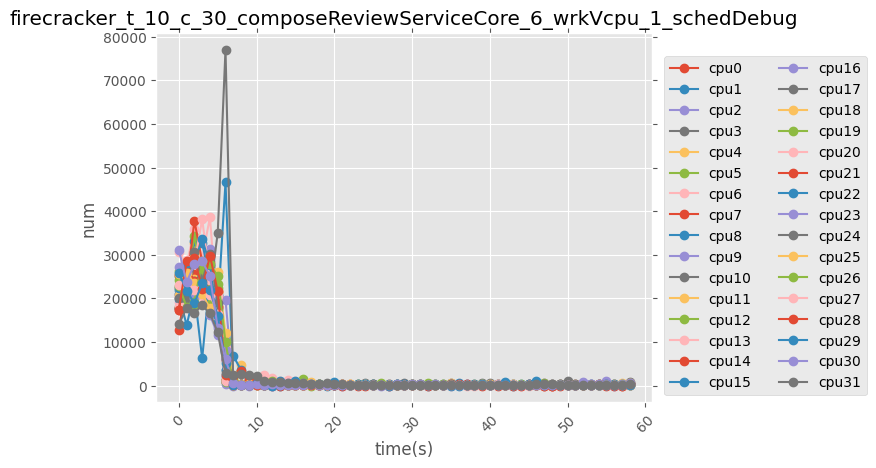 firecracker_t_10_c_30_composeReviewServiceCore_6_wrkVcpu_1_schedDebug
80000
70000
60000
50000
40000
30000
20000
10000
0
num
0
10
20
30
40
50
60
time(s)
cpu0
cpu1
cpu2
cpu3
cpu4
cpu5
cpu6
cpu7
cpu8
cpu9
cpu10
cpu11
cpu12
cpu13
cpu14
cpu15
cpu16
cpu17
cpu18
cpu19
cpu20
cpu21
cpu22
cpu23
cpu24
cpu25
cpu26
cpu27
cpu28
cpu29
cpu30
cpu31